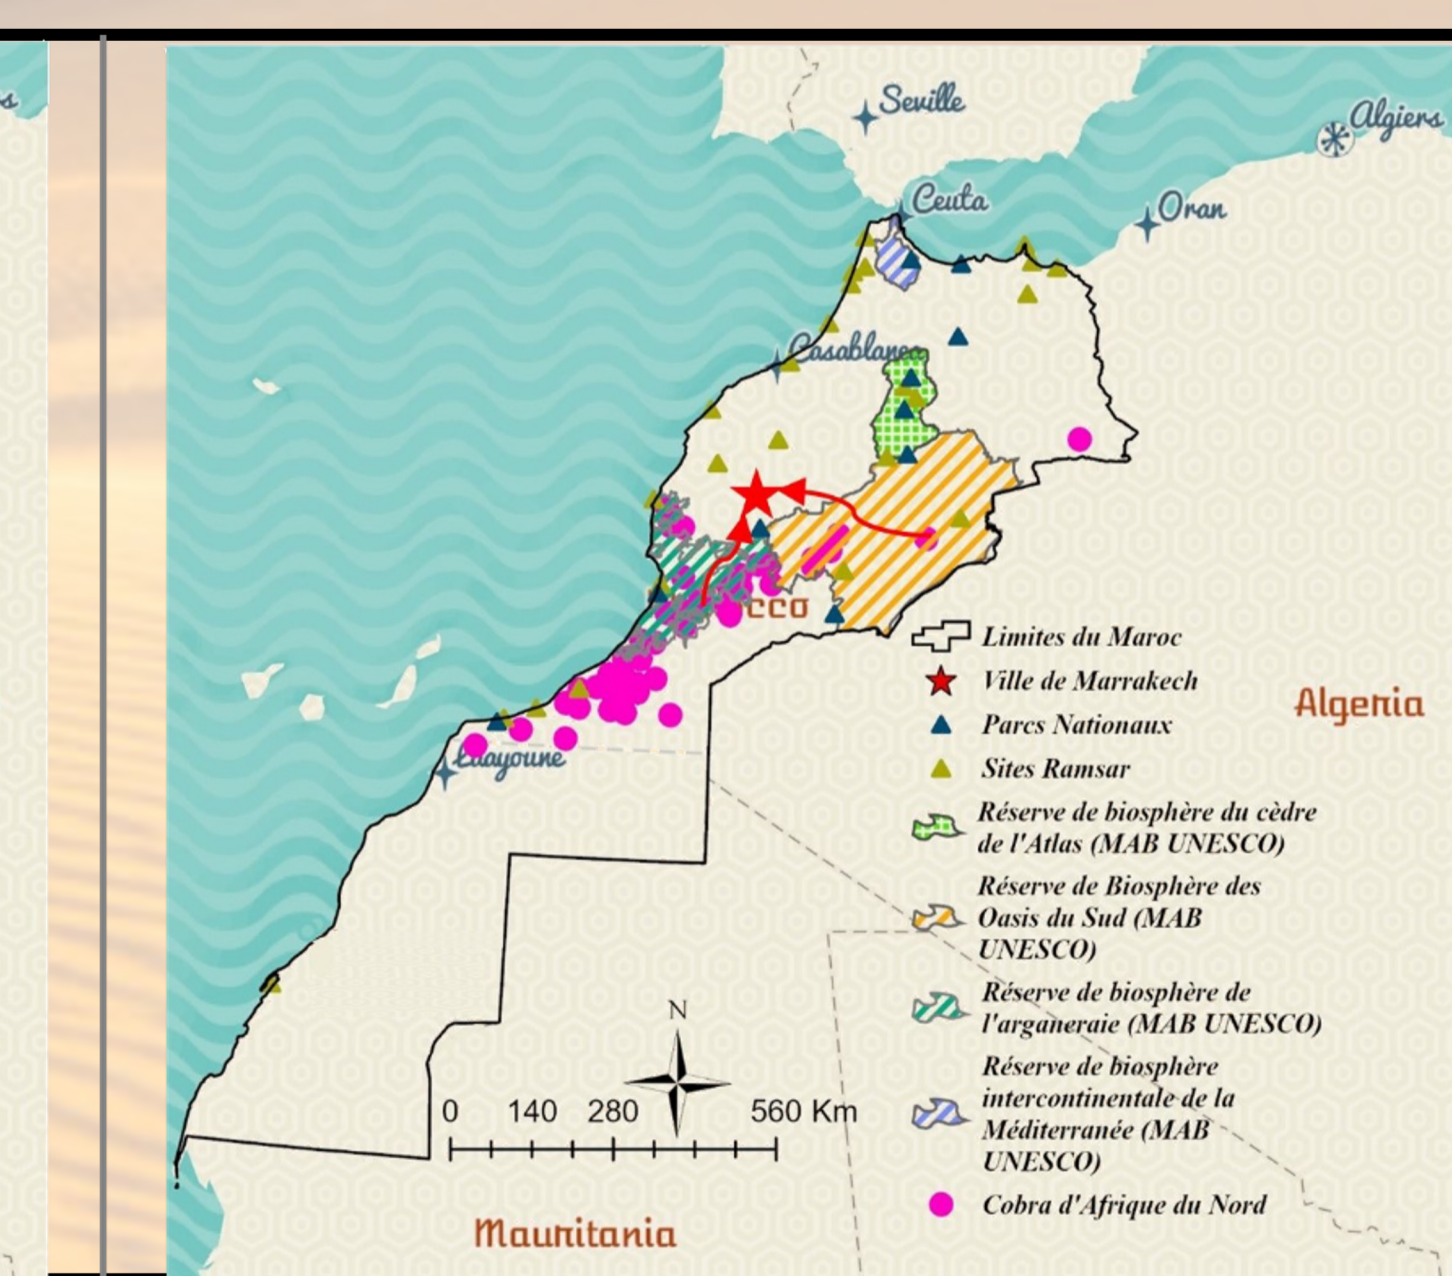 s
Seville
Algiers
Ceuta
Oran
Casablanca
cco
Limites du Maroc
Ville de Marrakech
Algeria
Parcs Nationaux
Laayoune
Sites Ramsar
Réserve de biosphère du cèdre
de l'Atlas (MAB UNESCO)
Réserve de Biosphère des
Oasis du Sud (MAB
UNESCO)
Réserve de biosphère de
l'arganeraie (MAB UNESCO)
N
Réserve de biosphère
intercontinentale de la
Méditerranée (MAB
UNESCO)
0 140 280 560 Km
Cobra d'Afrique du Nord
Mauritania